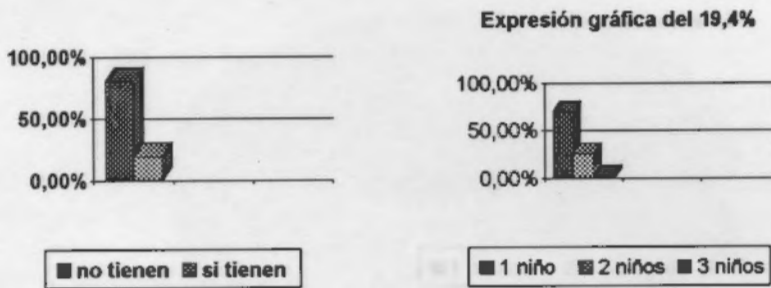 Expresión gráfica del 19,4%
100,00%
50,00%
0,00%
no tienen si tienen
100,00%
50,00%
0,00%
1 niño 2 niños 3 niños